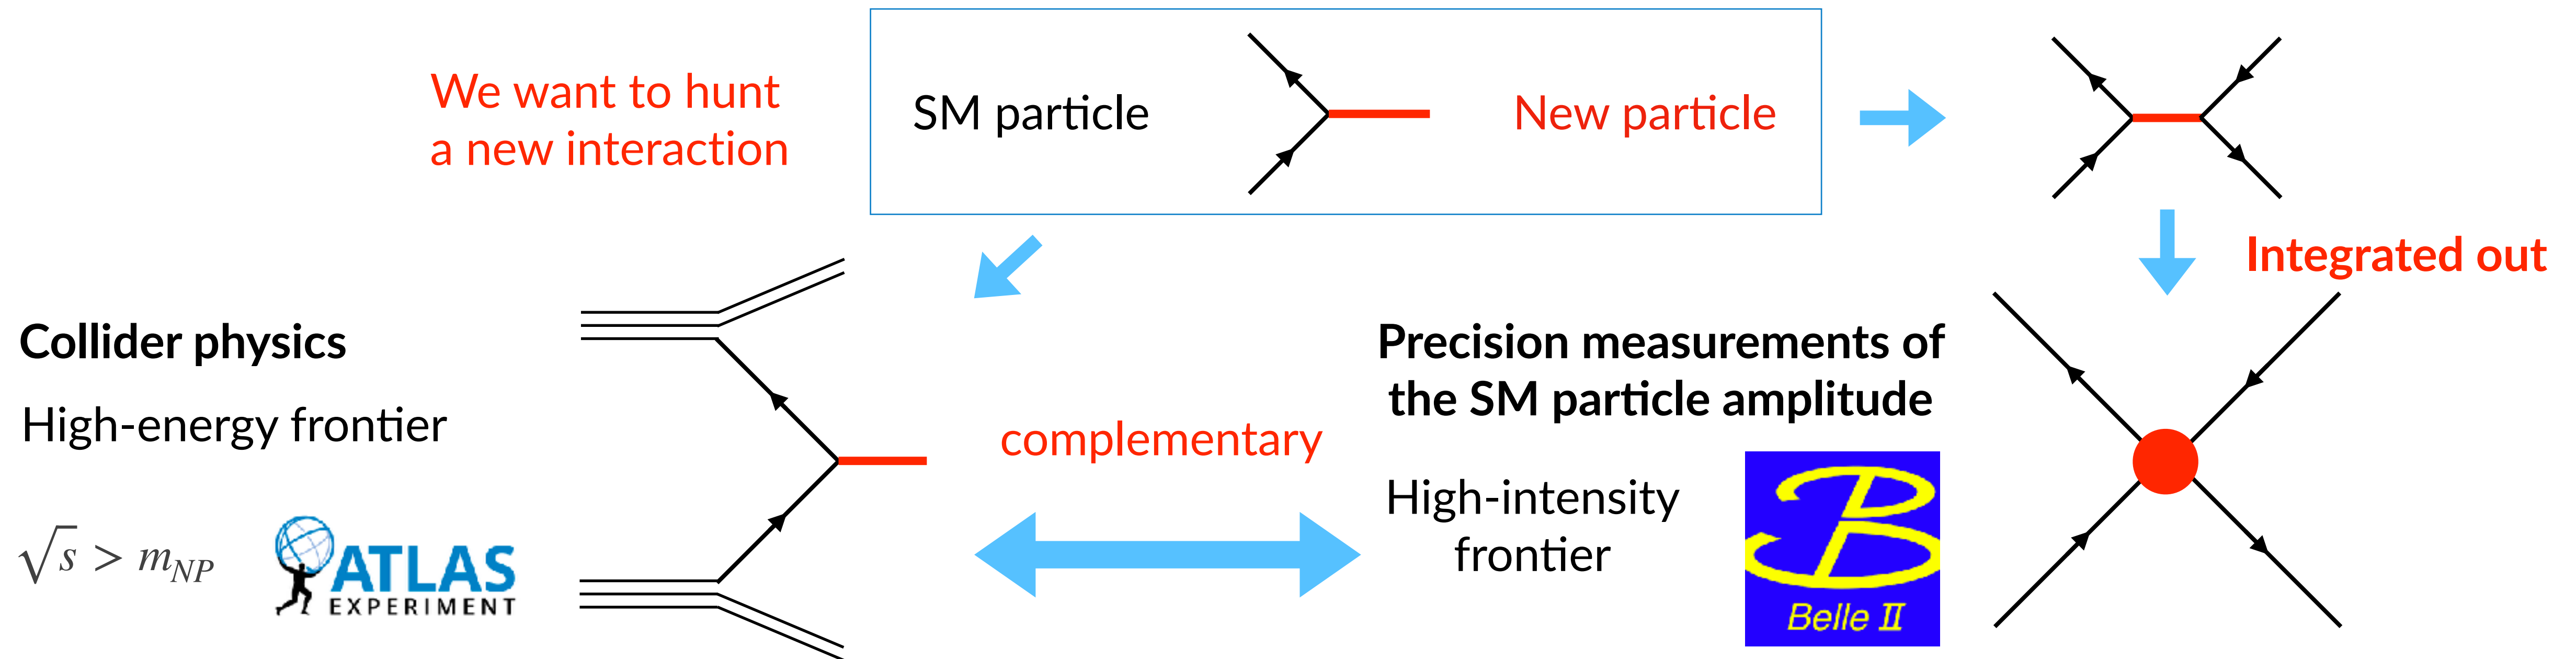 We want to hunt
a new interaction
SM particle
New particle
Integrated out
Collider physics
High-energy frontier
√s > m_NP
ATLAS
EXPERIMENT
complementary
Precision measurements of
the SM particle amplitude
High-intensity
frontier
B
Belle II